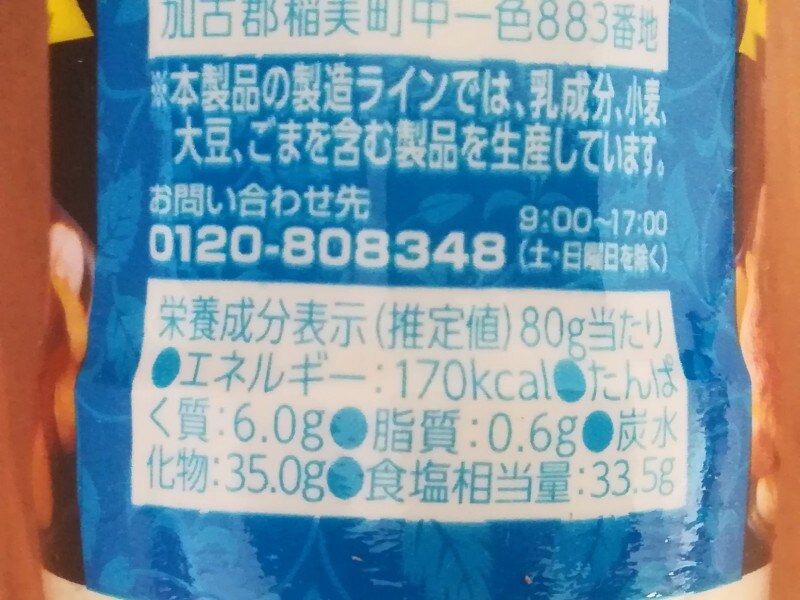 加古郡稲美町中一色883番地
※本製品の製造ラインでは、乳成分、小麦、
大豆、ごまを含む製品を生産しています。
お問い合わせ先
9:00~17:00
0120-808348
(土・日曜日を除く)
栄養成分表示(推定値)80g当たり
●エネルギー:170kcal●たんぱ
く質:6.0g●脂質:0.6g●炭水
化物:35.0g●食塩相当量:33.5g